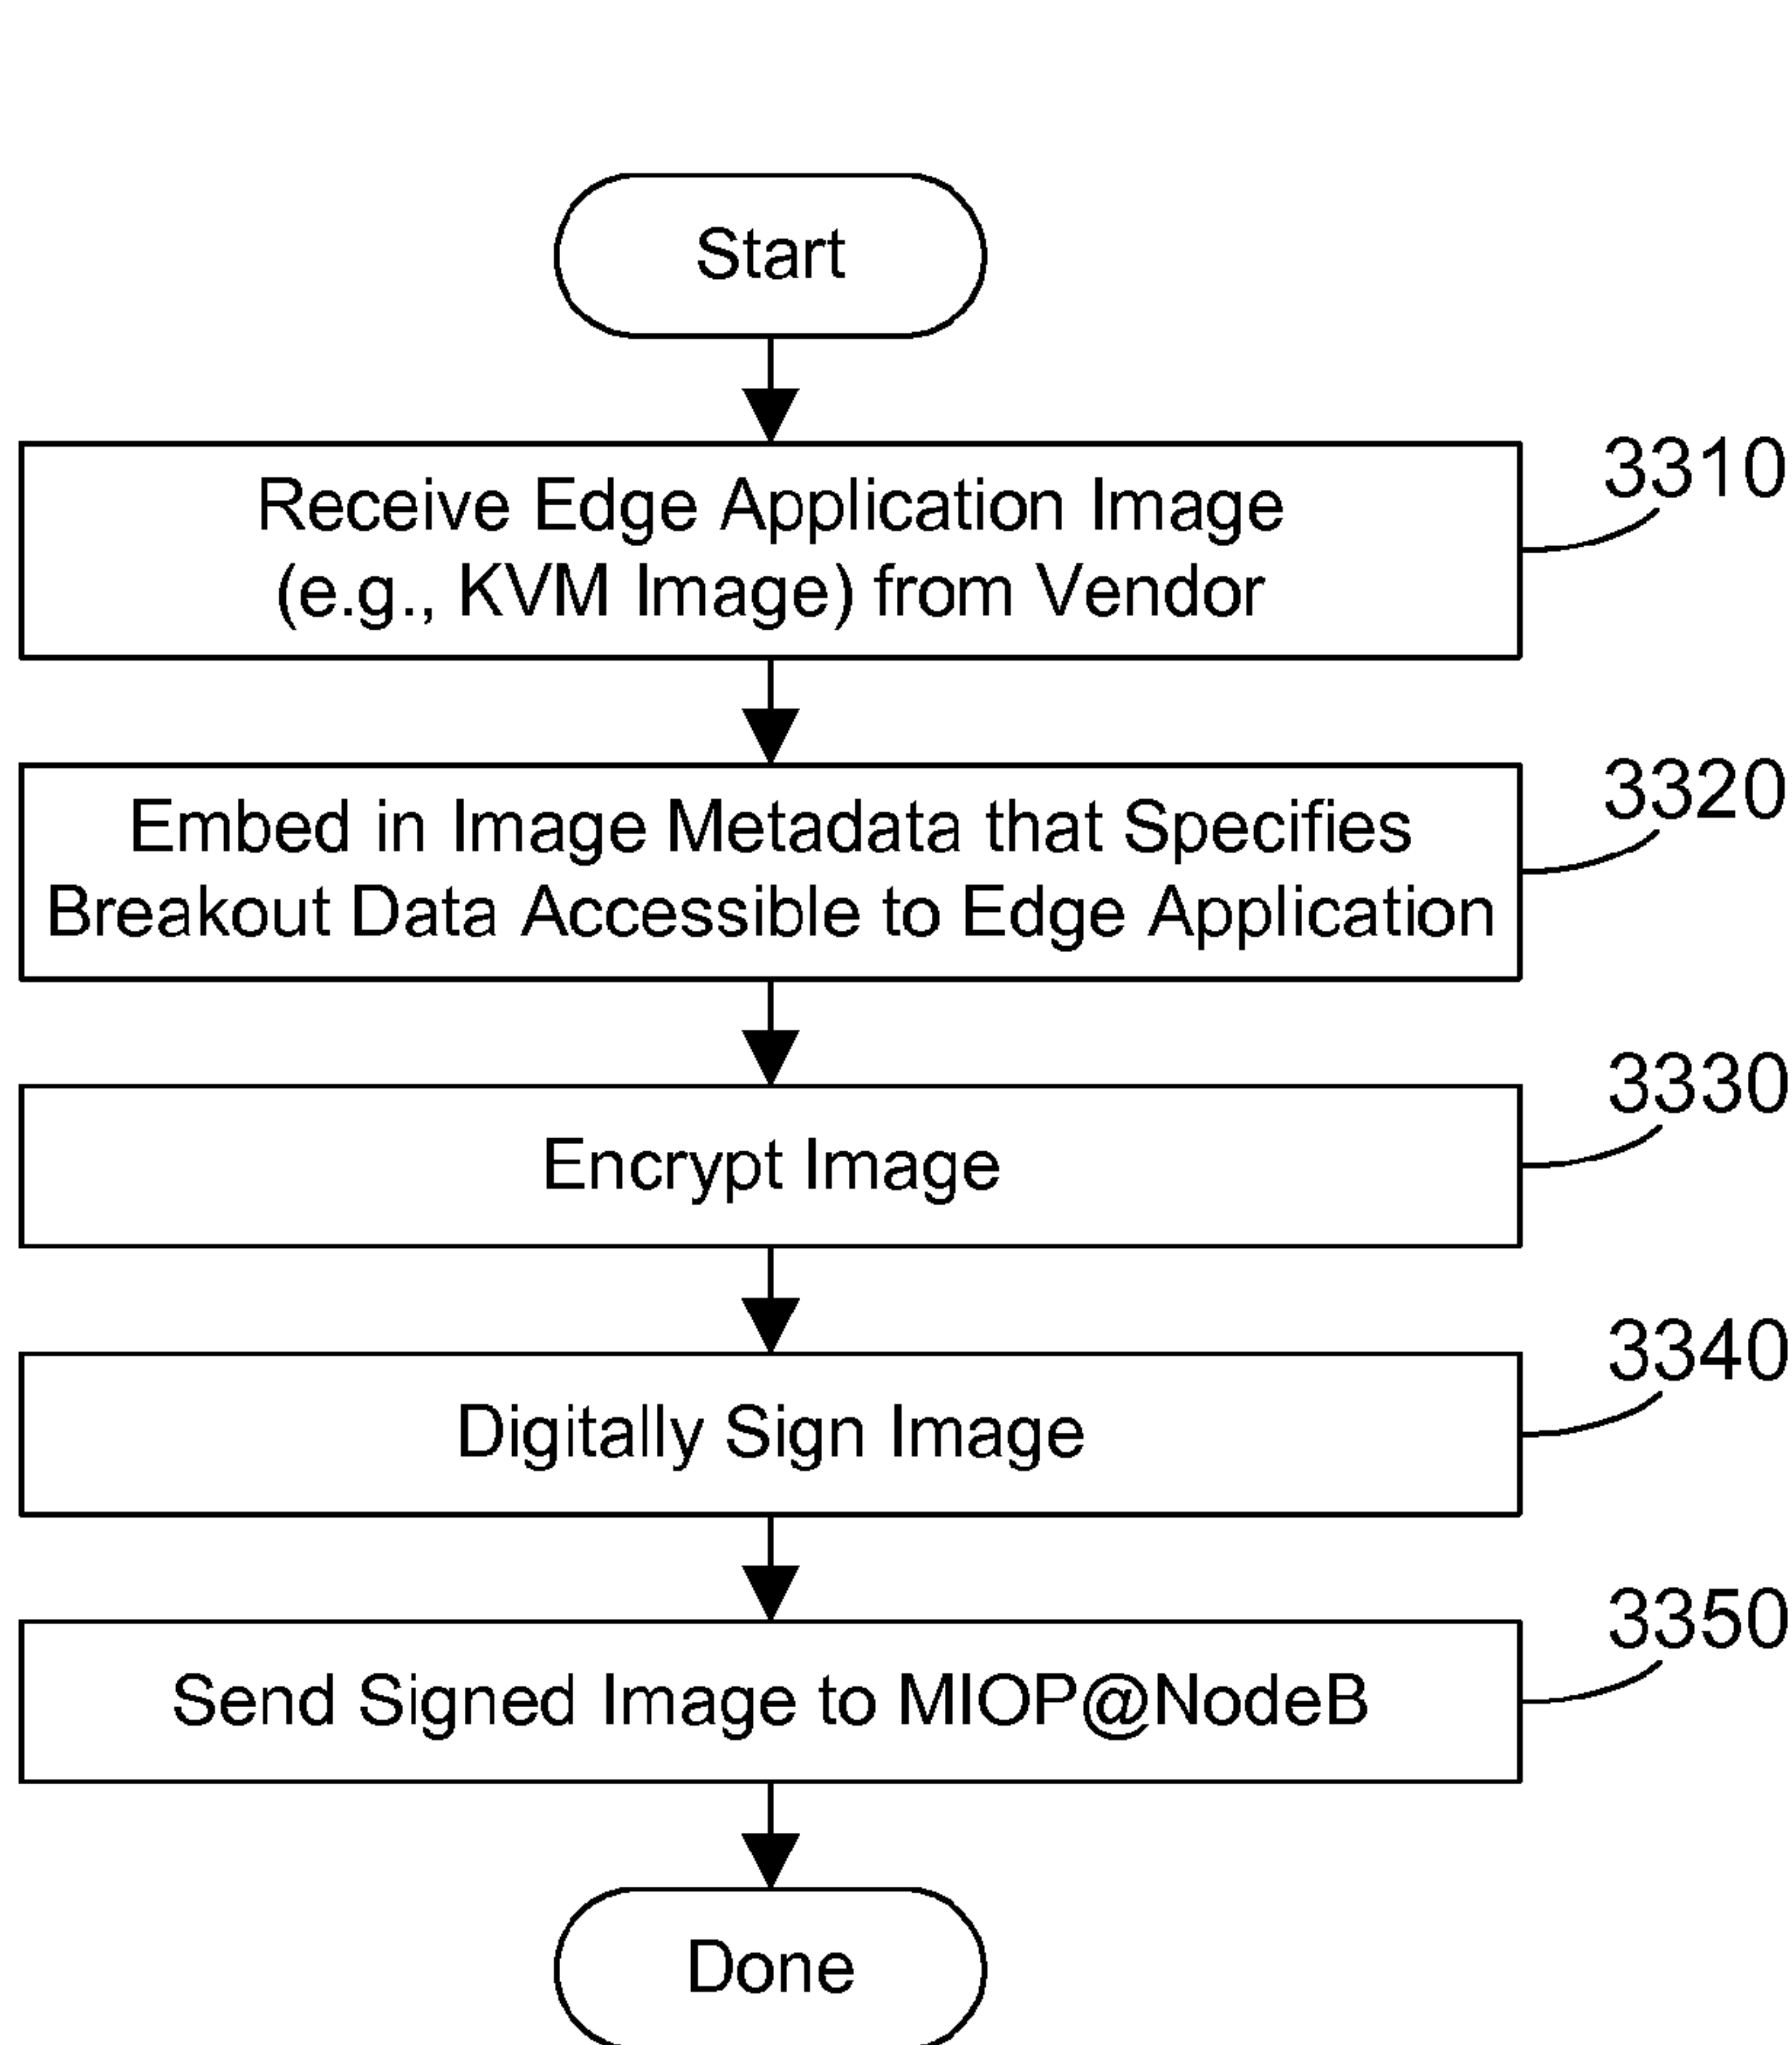 Start
Receive Edge Application Image
(e.g., KVM Image) from Vendor
3310
Embed in Image Metadata that Specifies
Breakout Data Accessible to Edge Application
3320
Encrypt Image
3330
Digitally Sign Image
3340
Send Signed Image to MIOP@NodeB
3350
Done